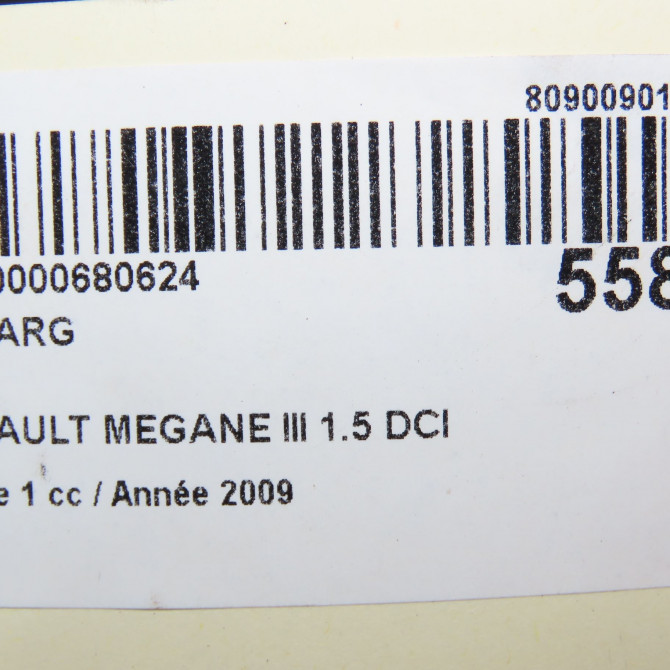 80900901
0000680624
558
ARG
AULT MEGANE III 1.5 DCI
e 1 cc / Année 2009